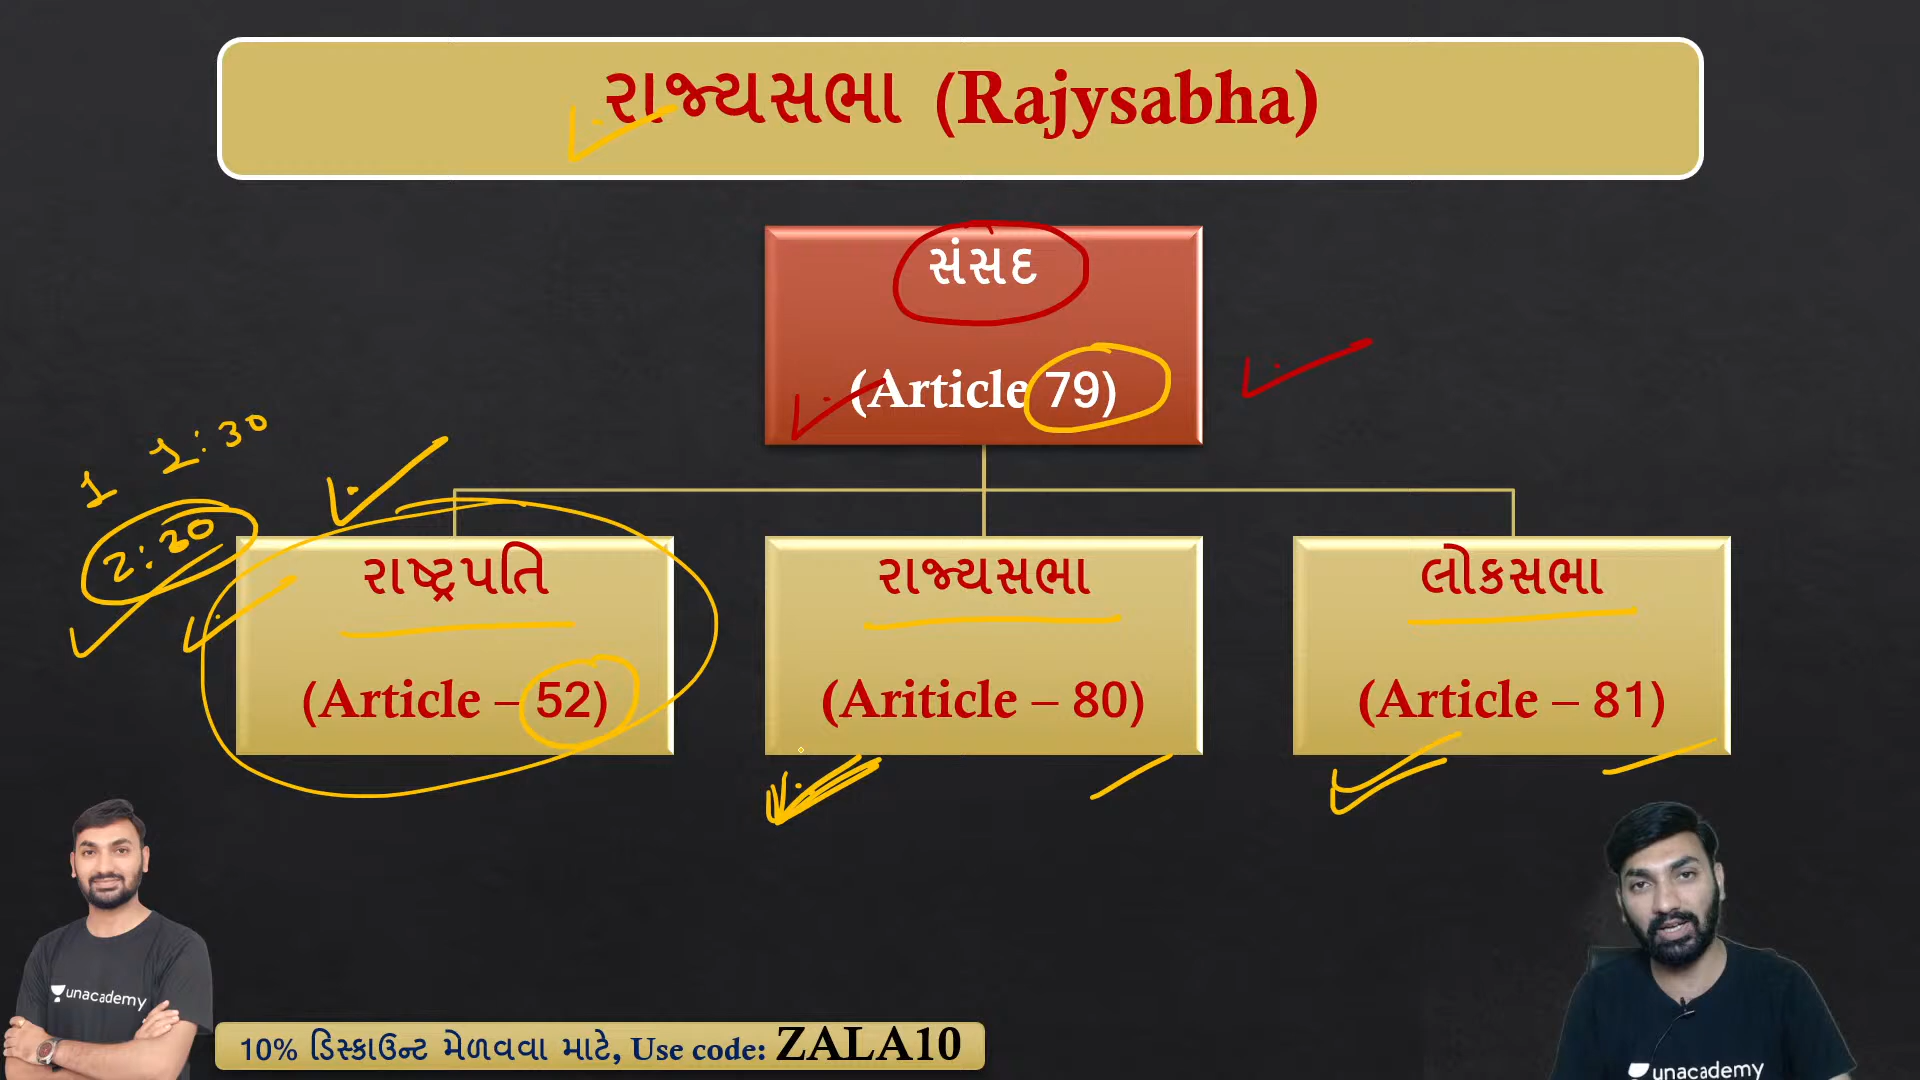 રાજ્યસભા (Rajysabha)
સંસદ
(Article 79)
1 1:30
2:30
રાષ્ટ્રપતિ
(Article – 52)
રાજ્યસભા
(Ariticle – 80)
લોકસભા
(Article – 81)
unacademy
10% ડિસ્કાઉન્ટ મેળવવા માટે, Use code: ZALA10
unacademy